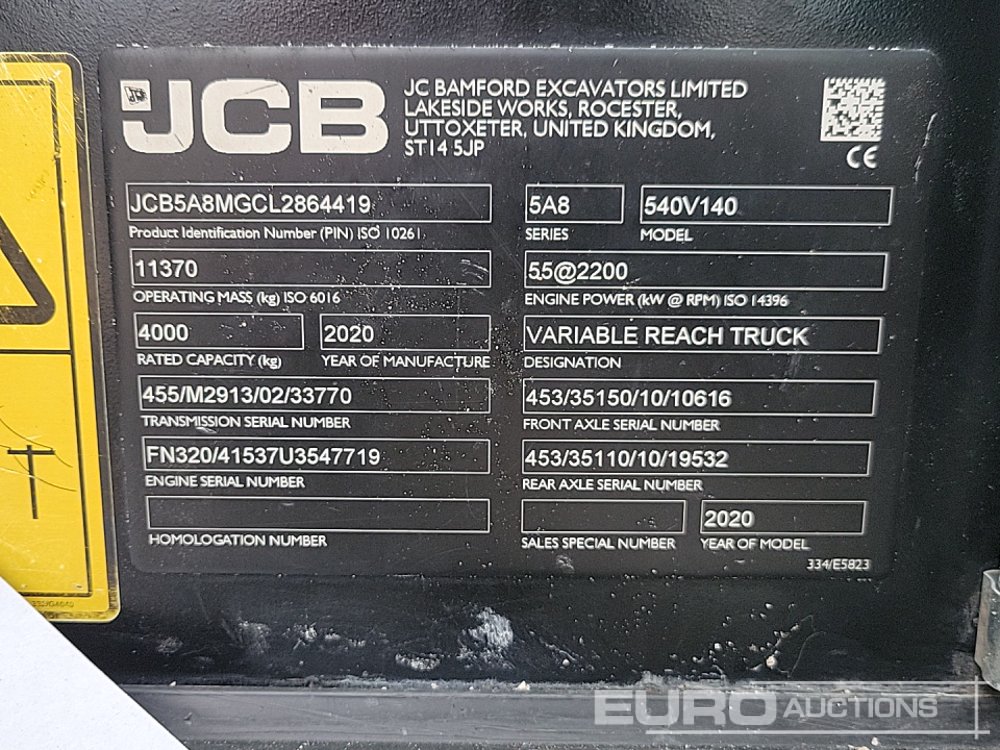 JCB
JC BAMFORD EXCAVATORS LIMITED
LAKESIDE WORKS, ROCESTER,
UTTOXETER, UNITED KINGDOM,
ST14 5JP
CE
JCB5A8MGCL2864419
Product Identification Number (PIN) ISO 10261
5A8
SERIES
540V140
MODEL
11370
OPERATING MASS (kg) ISO 6016
55@2200
ENGINE POWER (kW @ RPM) ISO 14396
4000
RATED CAPACITY (kg)
2020
YEAR OF MANUFACTURE
VARIABLE REACH TRUCK
DESIGNATION
455/M2913/02/33770
TRANSMISSION SERIAL NUMBER
453/35150/10/10616
FRONT AXLE SERIAL NUMBER
FN320/41537U3547719
ENGINE SERIAL NUMBER
453/35110/10/19532
REAR AXLE SERIAL NUMBER
HOMOLOGATION NUMBER
SALES SPECIAL NUMBER
2020
YEAR OF MODEL
334/E5823
EURO AUCTIONS